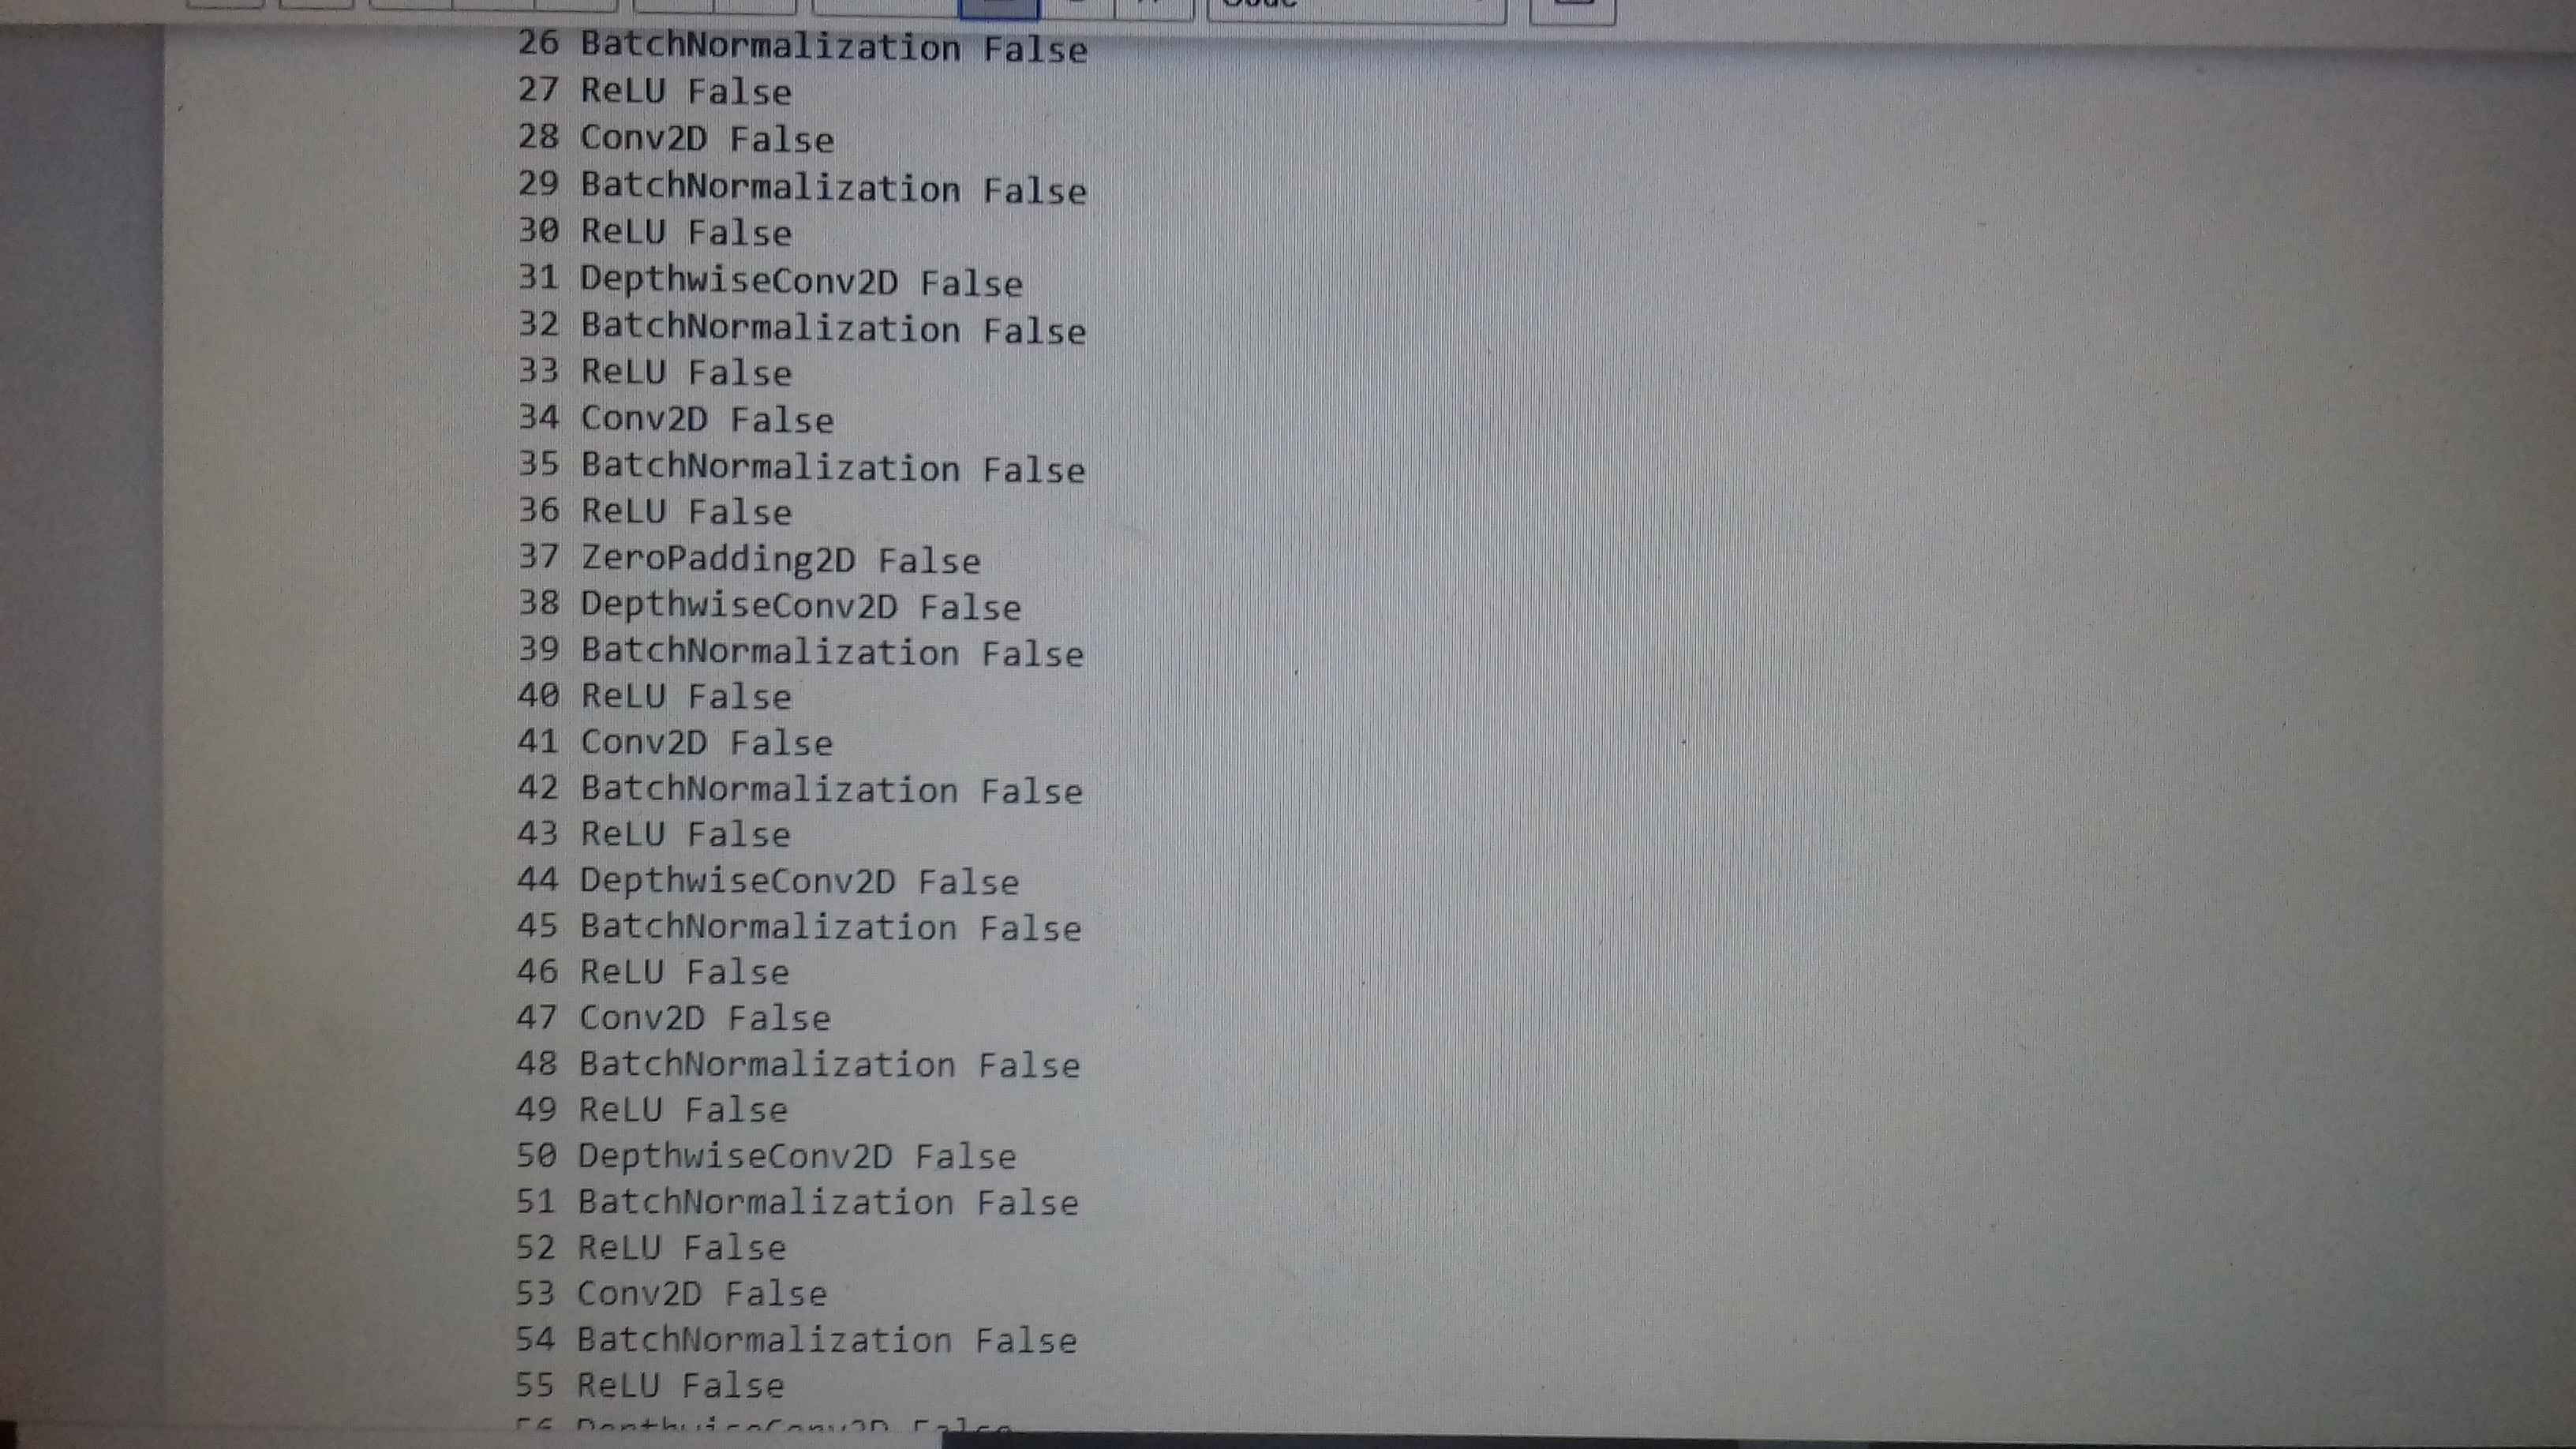 26 BatchNormalization False
27 ReLU False
28 Conv2D False
29 BatchNormalization False
30 ReLU False
31 DepthwiseConv2D False
32 BatchNormalization False
33 ReLU False
34 Conv2D False
35 BatchNormalization False
36 ReLU False
37 ZeroPadding2D False
38 DepthwiseConv2D False
39 BatchNormalization False
40 ReLU False
41 Conv2D False
42 BatchNormalization False
43 ReLU False
44 DepthwiseConv2D False
45 BatchNormalization False
46 ReLU False
47 Conv2D False
48 BatchNormalization False
49 ReLU False
50 DepthwiseConv2D False
51 BatchNormalization False
52 ReLU False
53 Conv2D False
54 BatchNormalization False
55 ReLU False
56 DepthwiseConv2D False